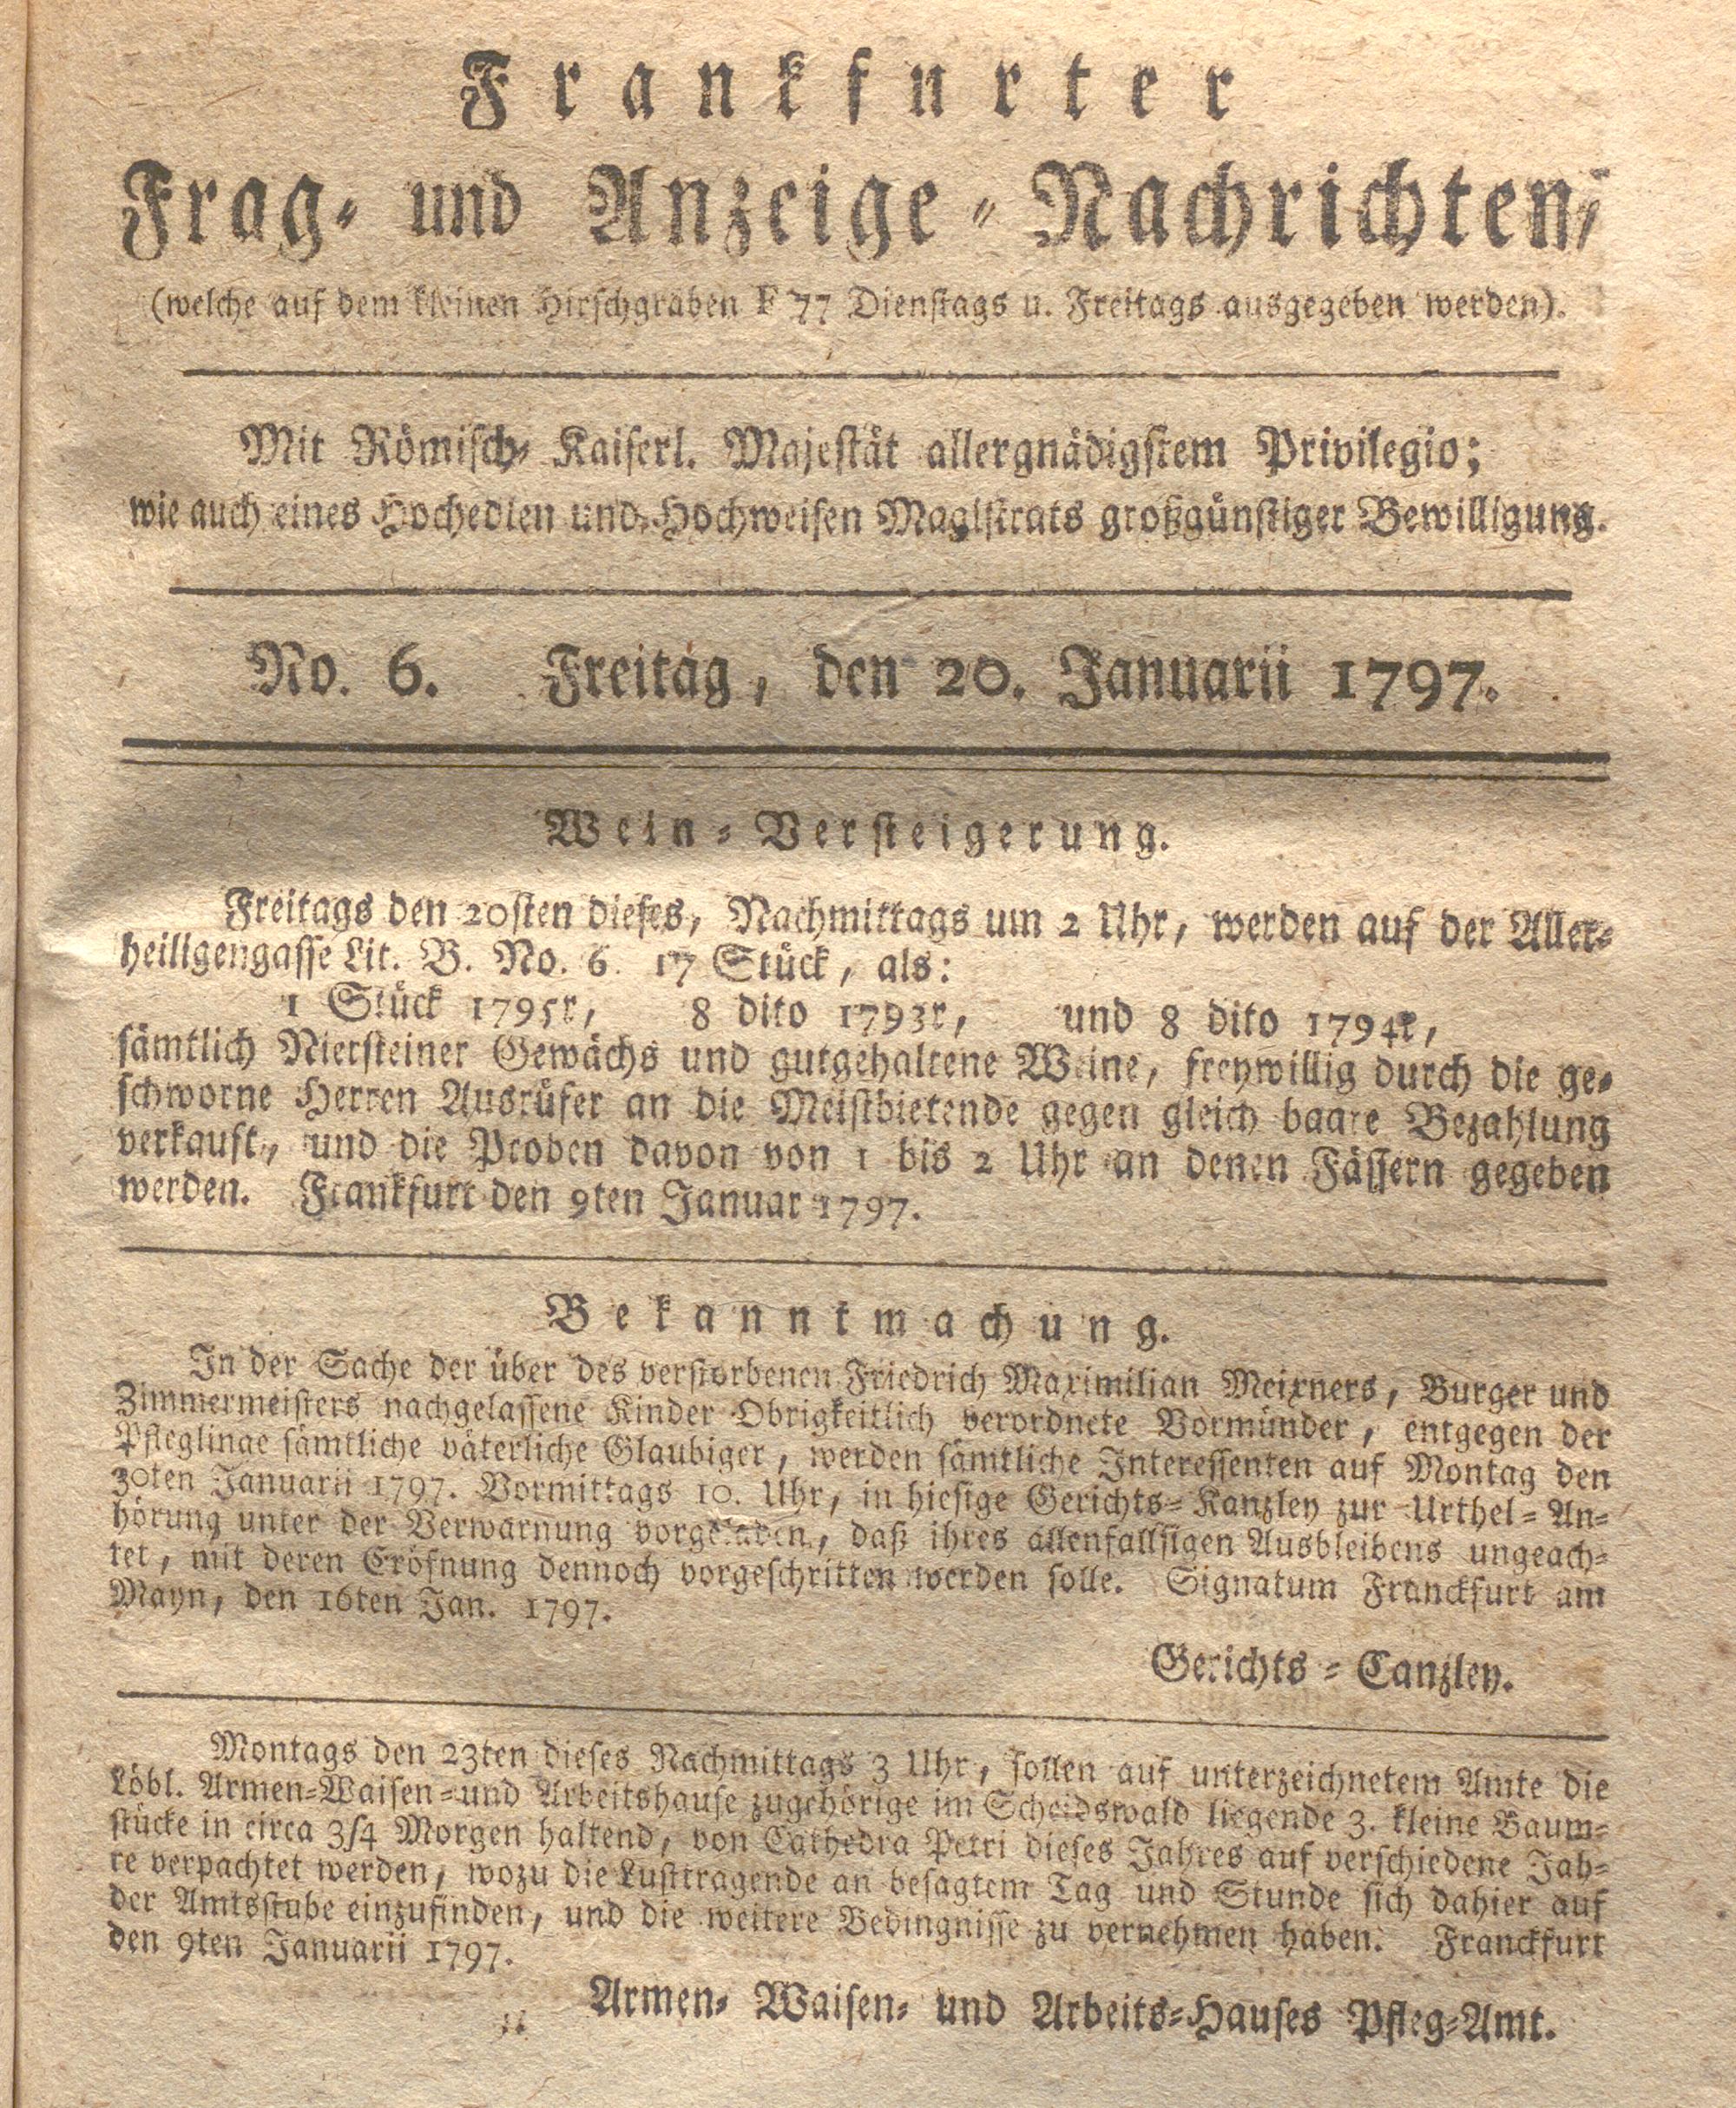 Frankfurter
Frag- und Anzeige-Nachrichten,
(welche auf dem kleinen Hirschgraben F 77 Dienstags u. Freitags ausgegeben werden).
Mit Römisch- Kaiserl. Majestät allergnädigstem Privilegio;
wie auch eines Hochedlen und Hochweisen Magistrats großgünstiger Bewilligung.
No. 6. Freitag, den 20. Januarii 1797.
Wein-Versteigerung.
Freitags den 20sten dieses, Nachmittags um 2 Uhr, werden auf der Aller-
heiligengasse Lit. B. No. 6. 17 Stück, als:
1 Stück 1795r, 8 dito 1793r, und 8 dito 1794r,
sämtlich Niersteiner Gewächs und gutgehaltene Weine, freywillig durch die ge-
schworne Herren Ausrüfer an die Meistbietende gegen gleich baare Bezahlung
verkauft, und die Proben davon von 1 bis 2 Uhr an denen Fässern gegeben
werden. Frankfurt den 9ten Januar 1797.
Bekanntmachung.
In der Sache der über des verstorbenen Friedrich Maximilian Meixners, Burger und
Zimmermeisters nachgelassene Kinder Obrigkeitlich verordnete Vormünder, entgegen der
Pfleglinge sämtliche väterliche Glaubiger, werden sämtliche Interessenten auf Montag den
30ten Januarii 1797. Vormittags 10. Uhr, in hiesige Gerichts-Kanzley zur Urthel-An-
hörung unter der Verwarnung vorgeladen, daß ihres allenfallsigen Ausbleibens ungeach-
tet, mit deren Eröfnung dennoch vorgeschritten werden solle. Signatum Franckfurt am
Mayn, den 16ten Jan. 1797.
Gerichts-Canzley.
Montags den 23ten dieses Nachmittags 3 Uhr, sollen auf unterzeichnetem Amte die
Löbl. Armen-Waisen-und Arbeitshause zugehörige im Scheidswald liegende 3. kleine Baum-
stücke in circa 3/4 Morgen haltend, von Cathedra Petri dieses Jahres auf verschiedene Jah-
re verpachtet werden, wozu die Lusttragende an besagtem Tag und Stunde sich dahier auf
der Amtsstube einzufinden, und die weitere Bedingnisse zu vernehmen haben. Franckfurt
den 9ten Januarii 1797.
Armen- Waisen- und Arbeits-Hauses Pfleg-Amt.